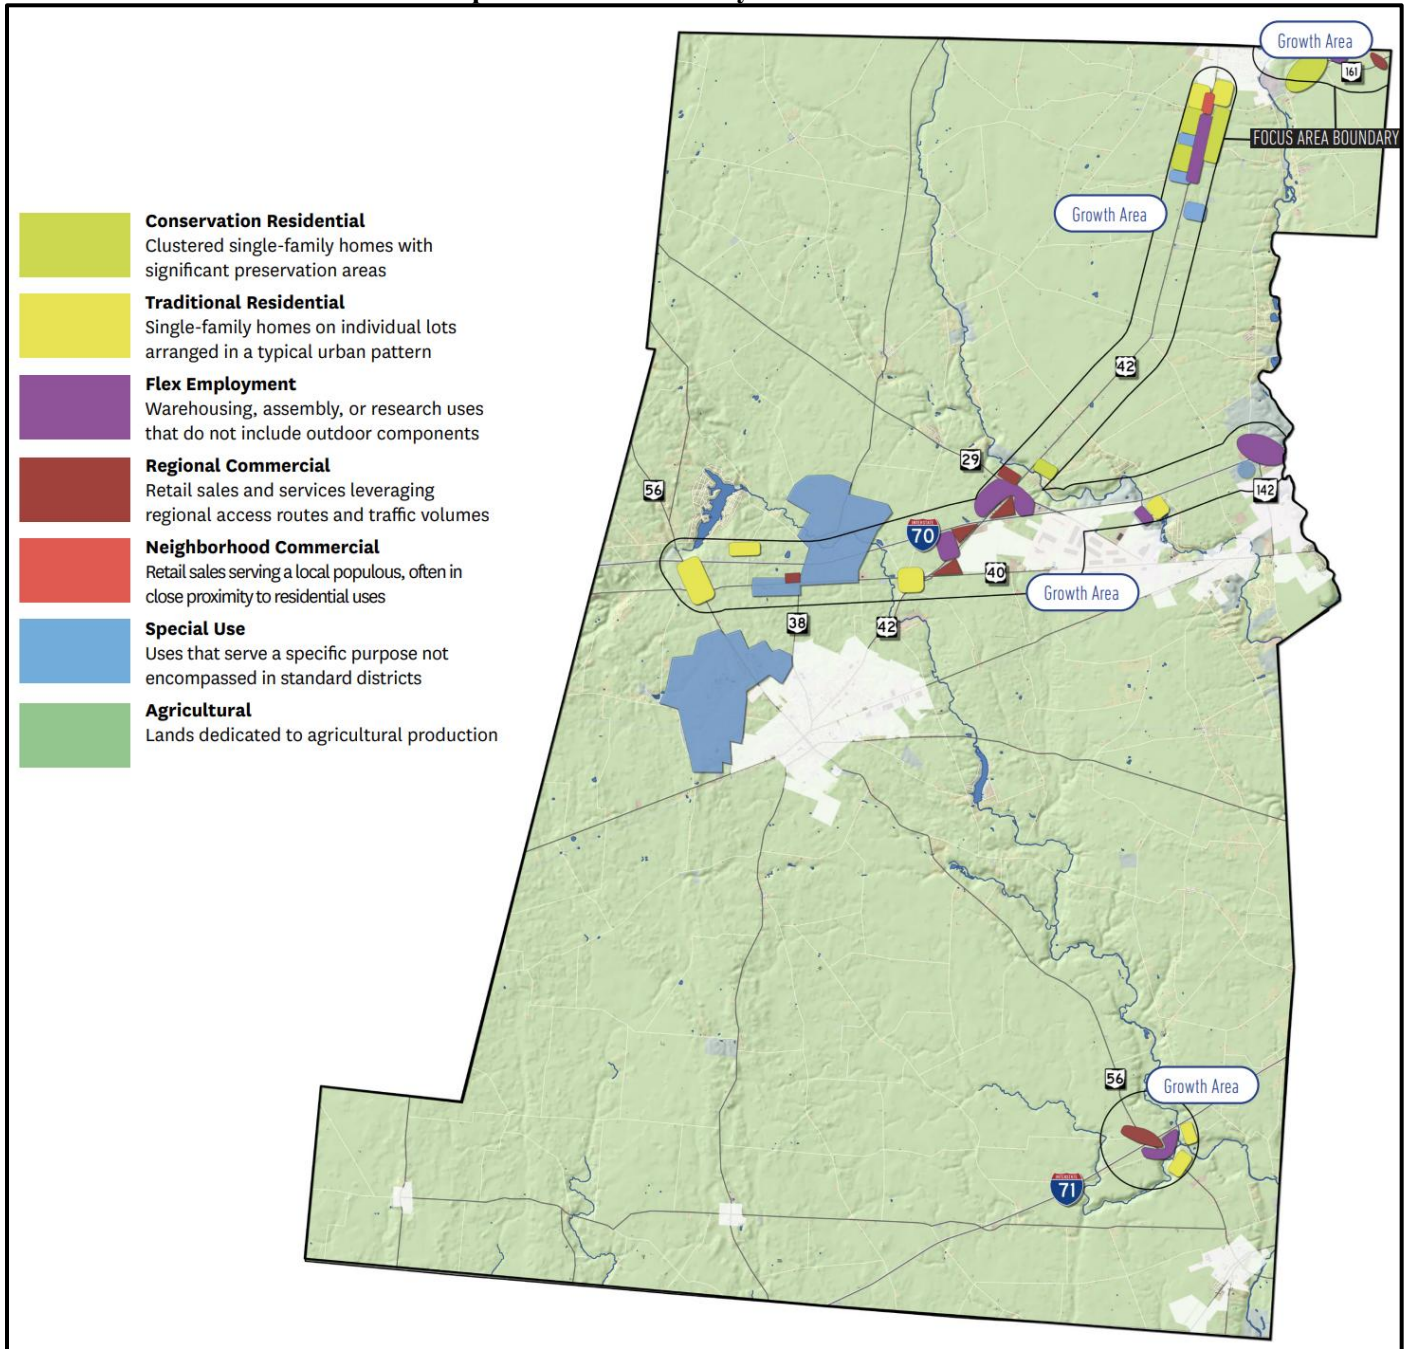 Conservation Residential
Clustered single-family homes with
significant preservation areas
Traditional Residential
Single-family homes on individual lots
arranged in a typical urban pattern
Flex Employment
Warehousing, assembly, or research uses
that do not include outdoor components
Regional Commercial
Retail sales and services leveraging
regional access routes and traffic volumes
Neighborhood Commercial
Retail sales serving a local populous, often in
close proximity to residential uses
Special Use
Uses that serve a specific purpose not
encompassed in standard districts
Agricultural
Lands dedicated to agricultural production
Growth Area
161
FOCUS AREA BOUNDARY
Growth Area
42
29
56
142
INTERSTATE
70
40
Growth Area
38
42
56
Growth Area
INTERSTATE
71